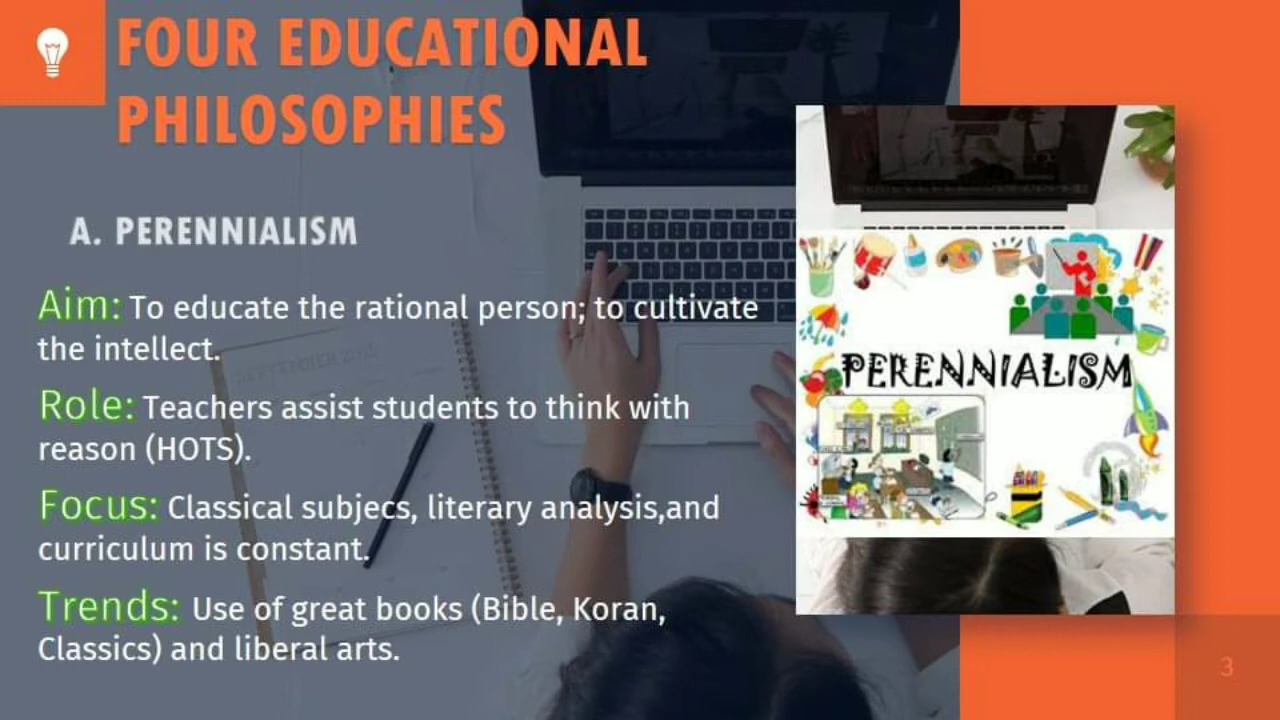 FOUR EDUCATIONAL
PHILOSOPHIES
A. PERENNIALISM
Aim: To educate the rational person; to cultivate
the intellect.
Role: Teachers assist students to think with
reason (HOTS).
Focus: Classical subjecs, literary analysis,and
curriculum is constant.
Trends: Use of great books (Bible, Koran,
Classics) and liberal arts.
PERENNIALISM
3